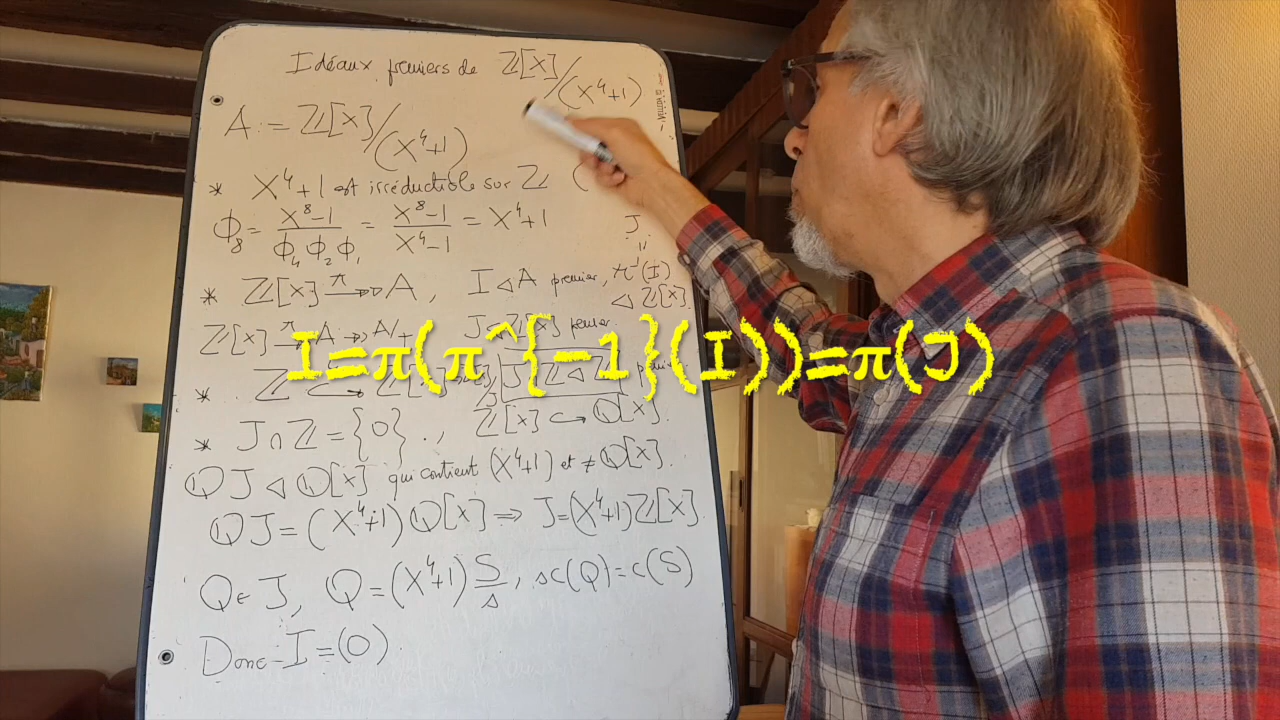 Idéaux premiers de ℤ[X]/(X⁴+1)
A := ℤ[X]/(X⁴+1)
* X⁴+1 est irréductible sur ℤ (
Φ₈ = X⁸-1/Φ₄Φ₂Φ₁ = X⁸-1/X⁴-1 = X⁴+1
J
=
* ℤ[X] π→ A, I ◁ A premier, π⁻¹(I)
◁ ℤ[X]
ℤ[X] π→ A → A/I J ◁ ℤ[X] premier.
I=π(π^{-1}(I))=π(J)
* ℤ ↪ ℤ[X]
* J∩ℤ = {0}., ℤ[X] ↪ ℚ[X].
ℚJ ◁ ℚ[X] qui contient (X⁴+1) et ≠ ℚ[X].
ℚJ = (X⁴+1)ℚ[X] ⇒ J=(X⁴+1)ℤ[X]
Q∈J, Q=(X⁴+1)S/s, sc(Q)=c(S)
Donc I=(0)